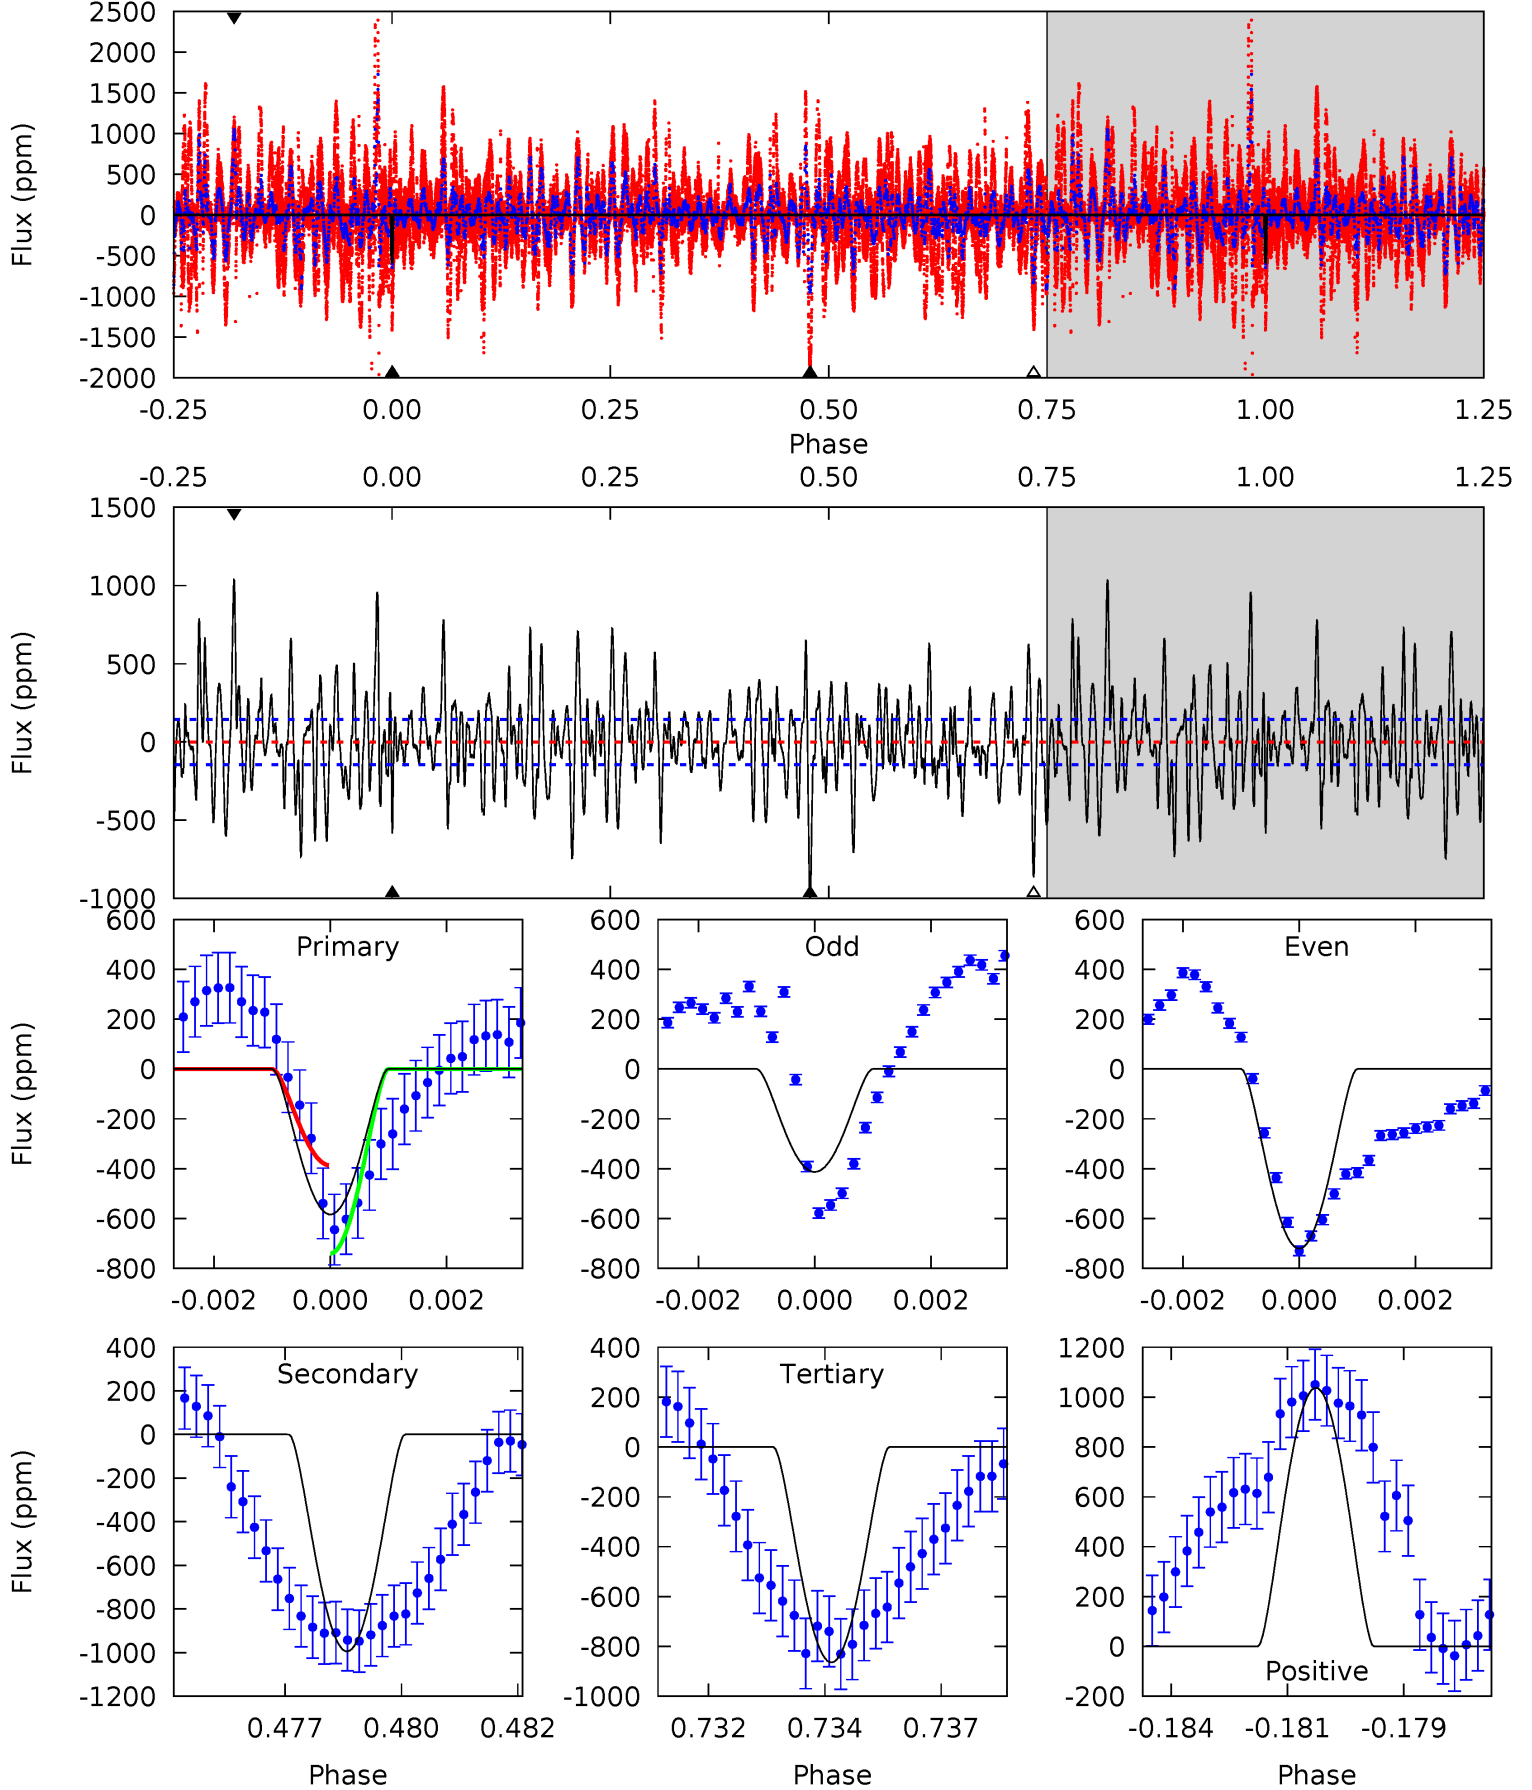 2500
2000
1500
1000
500
0
-500
-1000
-1500
-2000
Flux (ppm)
-0.25 0.00 0.25 0.50 0.75 1.00 1.25
Phase
-0.25 0.00 0.25 0.50 0.75 1.00 1.25
1500
1000
500
0
-500
-1000
Flux (ppm)
600 400 200 0 -200 -400 -600 -800
Flux (ppm)
Primary
-0.002 0.000 0.002
600 400 200 0 -200 -400 -600 -800
Odd
-0.002 0.000 0.002
600 400 200 0 -200 -400 -600 -800
Even
-0.002 0.000 0.002
400 200 0 -200 -400 -600 -800 -1000 -1200
Flux (ppm)
Secondary
0.477 0.480 0.482
Phase
400 200 0 -200 -400 -600 -800 -1000
Tertiary
0.732 0.734 0.737
Phase
1200 1000 800 600 400 200 0 -200
Positive
-0.184 -0.181 -0.179
Phase